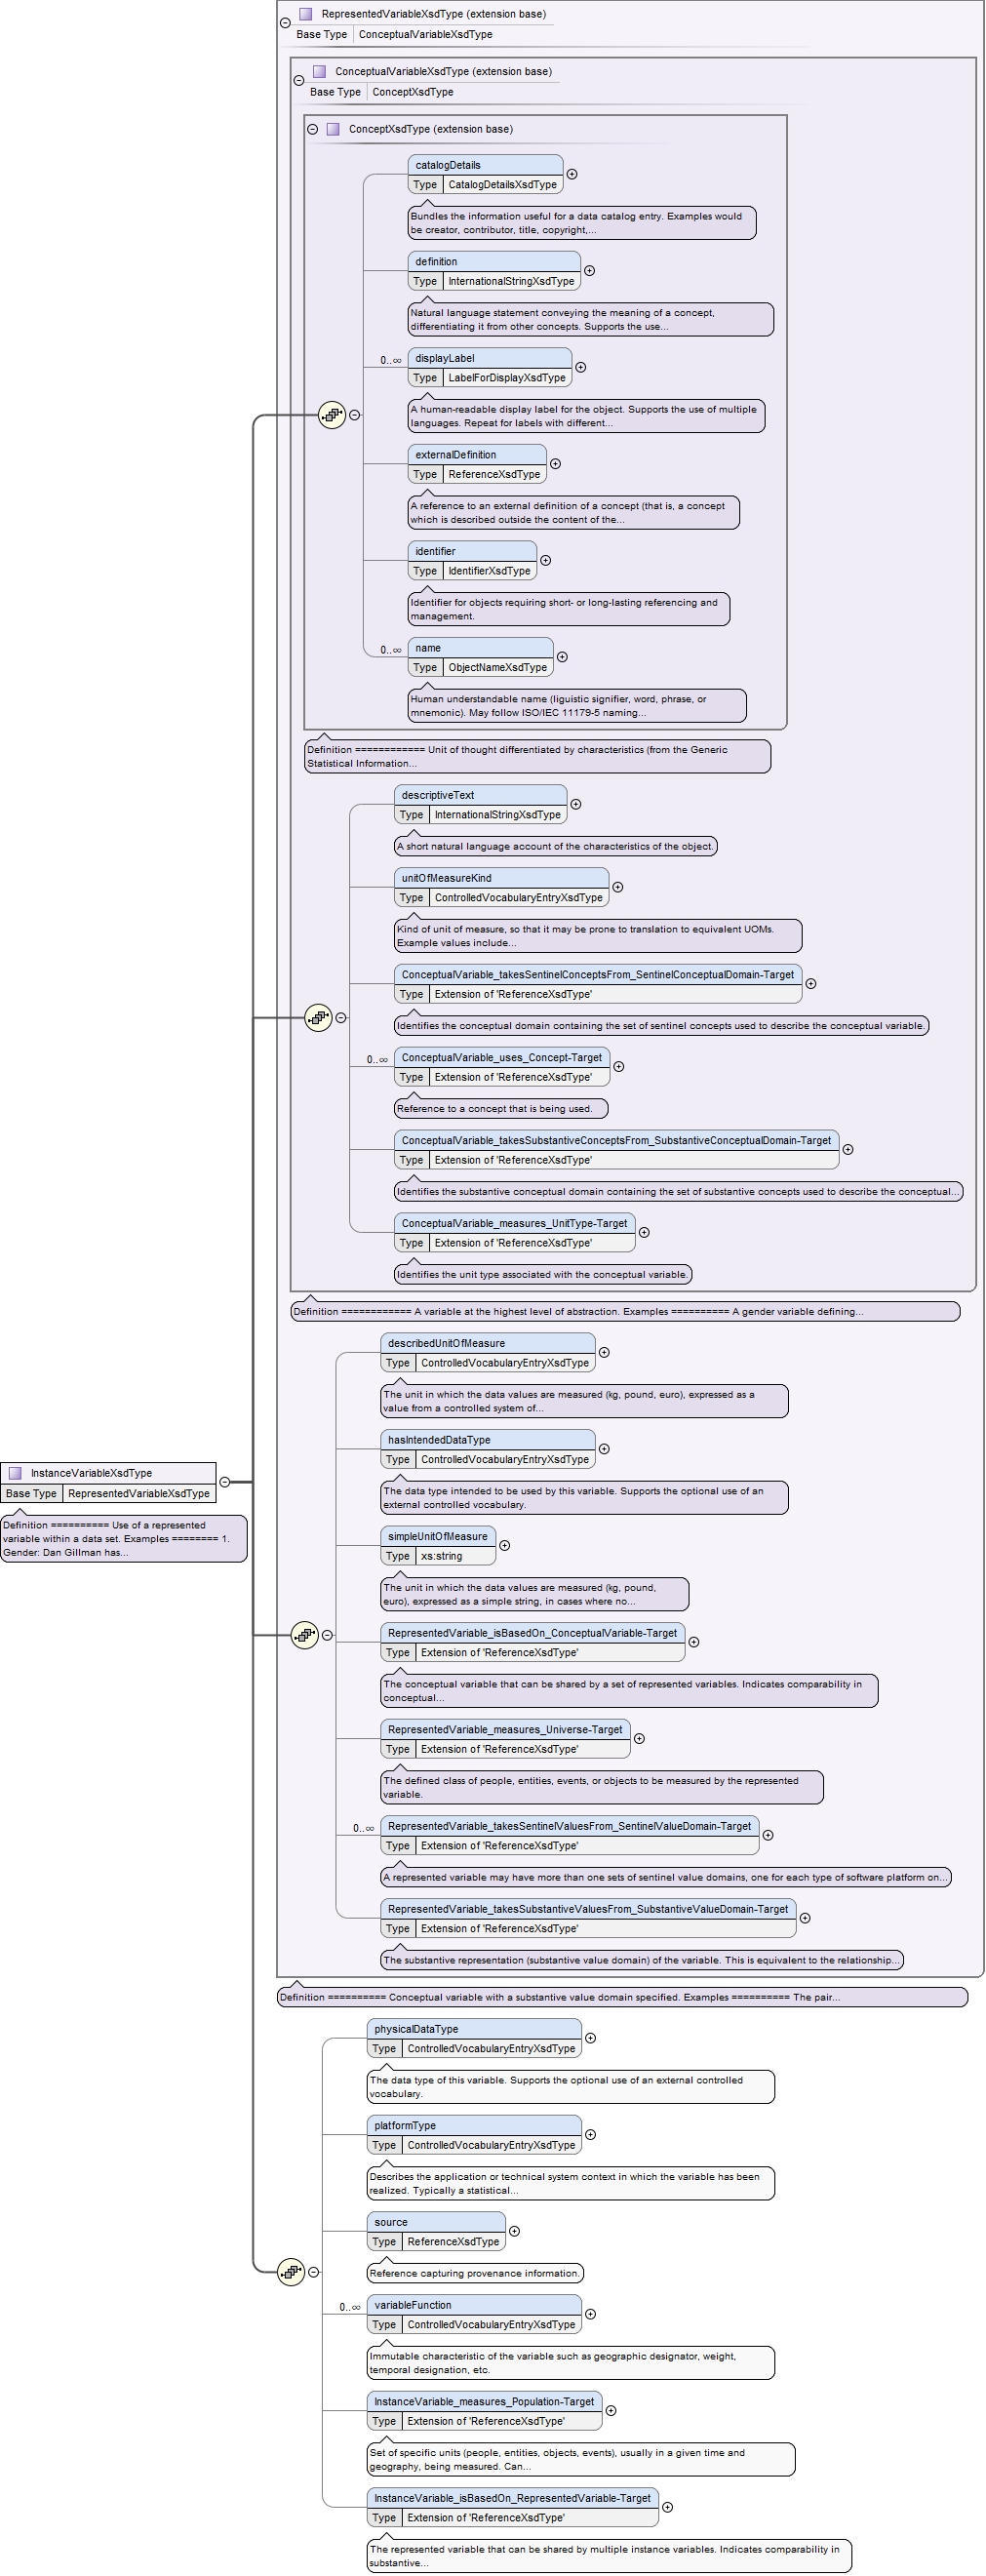 RepresentedVariableXsdType (extension base)
Base Type ConceptualVariableXsdType
ConceptualVariableXsdType (extension base)
Base Type ConceptXsdType
ConceptXsdType (extension base)
catalogDetails
Type CatalogDetailsXsdType
Bundles the information useful for a data catalog entry. Examples would
be creator, contributor, title, copyright,...
definition
Type InternationalStringXsdType
Natural language statement conveying the meaning of a concept,
differentiating it from other concepts. Supports the use...
0..∞
displayLabel
Type LabelForDisplayXsdType
A human-readable display label for the object. Supports the use of multiple
languages. Repeat for labels with different...
externalDefinition
Type ReferenceXsdType
A reference to an external definition of a concept (that is, a concept
which is described outside the content of the...
identifier
Type IdentifierXsdType
Identifier for objects requiring short- or long-lasting referencing and
management.
0..∞
name
Type ObjectNameXsdType
Human understandable name (liguistic signifier, word, phrase, or
mnemonic). May follow ISO/IEC 11179-5 naming...
Definition ============ Unit of thought differentiated by characteristics (from the Generic
Statistical Information...
descriptiveText
Type InternationalStringXsdType
A short natural language account of the characteristics of the object.
unitOfMeasureKind
Type ControlledVocabularyEntryXsdType
Kind of unit of measure, so that it may be prone to translation to equivalent UOMs.
Example values include...
ConceptualVariable_takesSentinelConceptsFrom_SentinelConceptualDomain-Target
Type Extension of 'ReferenceXsdType'
Identifies the conceptual domain containing the set of sentinel concepts used to describe the conceptual variable.
0..∞
ConceptualVariable_uses_Concept-Target
Type Extension of 'ReferenceXsdType'
Reference to a concept that is being used.
ConceptualVariable_takesSubstantiveConceptsFrom_SubstantiveConceptualDomain-Target
Type Extension of 'ReferenceXsdType'
Identifies the substantive conceptual domain containing the set of substantive concepts used to describe the conceptual...
ConceptualVariable_measures_UnitType-Target
Type Extension of 'ReferenceXsdType'
Identifies the unit type associated with the conceptual variable.
Definition ============ A variable at the highest level of abstraction. Examples ========== A gender variable defining...
describedUnitOfMeasure
Type ControlledVocabularyEntryXsdType
The unit in which the data values are measured (kg, pound, euro), expressed as a
value from a controlled system of...
hasIntendedDataType
Type ControlledVocabularyEntryXsdType
The data type intended to be used by this variable. Supports the optional use of an
external controlled vocabulary.
InstanceVariableXsdType
Base Type RepresentedVariableXsdType
Definition ========== Use of a represented
variable within a data set. Examples ======== 1.
Gender: Dan Gillman has...
simpleUnitOfMeasure
Type xs:string
The unit in which the data values are measured (kg, pound,
euro), expressed as a simple string, in cases where no...
RepresentedVariable_isBasedOn_ConceptualVariable-Target
Type Extension of 'ReferenceXsdType'
The conceptual variable that can be shared by a set of represented variables. Indicates comparability in
conceptual...
RepresentedVariable_measures_Universe-Target
Type Extension of 'ReferenceXsdType'
The defined class of people, entities, events, or objects to be measured by the represented
variable.
0..∞
RepresentedVariable_takesSentinelValuesFrom_SentinelValueDomain-Target
Type Extension of 'ReferenceXsdType'
A represented variable may have more than one sets of sentinel value domains, one for each type of software platform on...
RepresentedVariable_takesSubstantiveValuesFrom_SubstantiveValueDomain-Target
Type Extension of 'ReferenceXsdType'
The substantive representation (substantive value domain) of the variable. This is equivalent to the relationship...
Definition ========== Conceptual variable with a substantive value domain specified. Examples ========== The pair...
physicalDataType
Type ControlledVocabularyEntryXsdType
The data type of this variable. Supports the optional use of an external controlled
vocabulary.
platformType
Type ControlledVocabularyEntryXsdType
Describes the application or technical system context in which the variable has been
realized. Typically a statistical...
source
Type ReferenceXsdType
Reference capturing provenance information.
0..∞
variableFunction
Type ControlledVocabularyEntryXsdType
Immutable characteristic of the variable such as geographic designator, weight,
temporal designation, etc.
InstanceVariable_measures_Population-Target
Type Extension of 'ReferenceXsdType'
Set of specific units (people, entities, objects, events), usually in a given time and
geography, being measured. Can...
InstanceVariable_isBasedOn_RepresentedVariable-Target
Type Extension of 'ReferenceXsdType'
The represented variable that can be shared by multiple instance variables. Indicates comparability in
substantive...